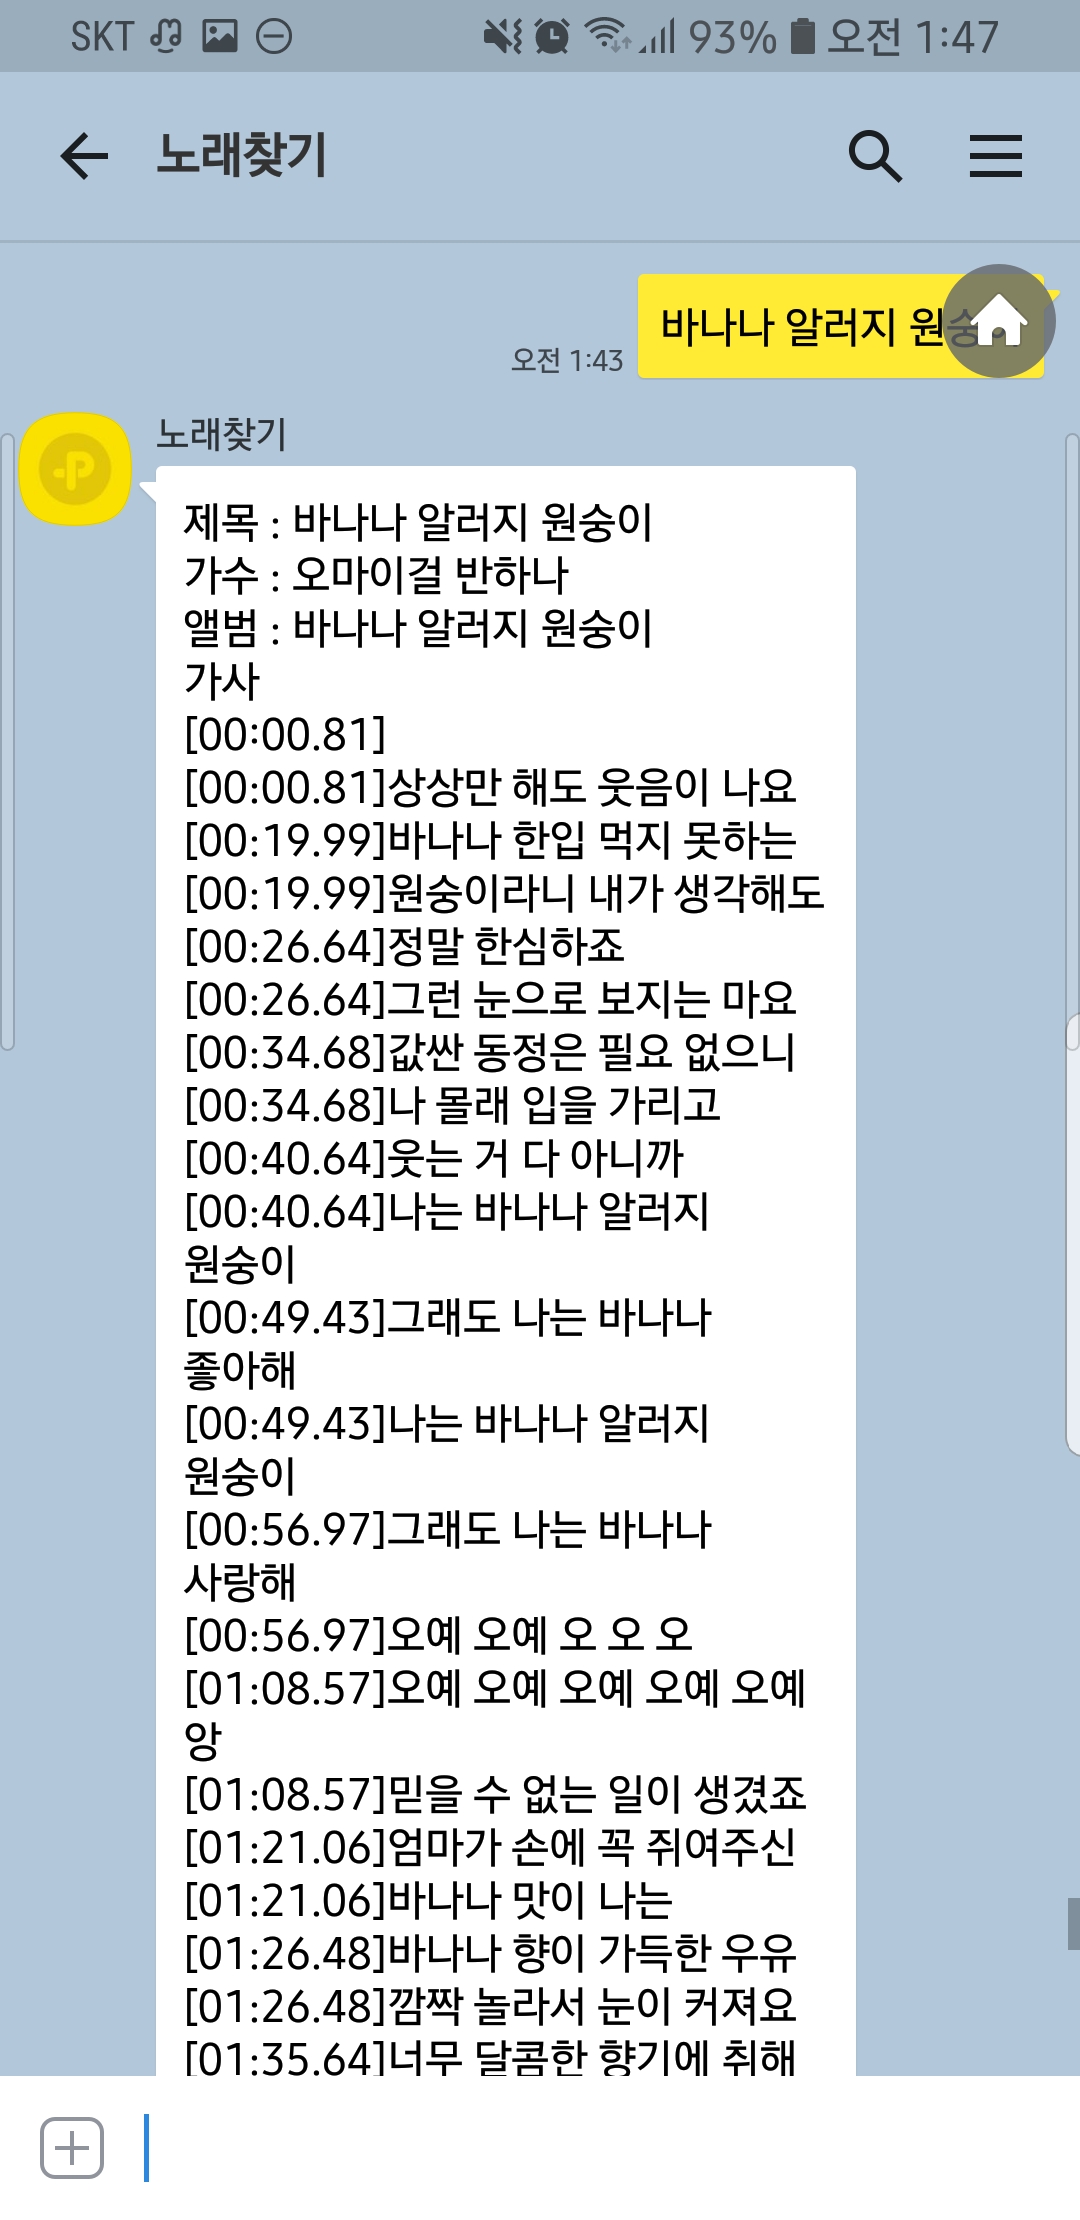 SKT 93% 오전 1:47
노래찾기
바나나 알러지 원숭
오전 1:43
노래찾기
제목 : 바나나 알러지 원숭이
가수 : 오마이걸 반하나
앨범 : 바나나 알러지 원숭이
가사
[00:00.81]
[00:00.81]상상만 해도 웃음이 나요
[00:19.99]바나나 한입 먹지 못하는
[00:19.99]원숭이라니 내가 생각해도
[00:26.64]정말 한심하죠
[00:26.64]그런 눈으로 보지는 마요
[00:34.68]값싼 동정은 필요 없으니
[00:34.68]나 몰래 입을 가리고
[00:40.64]웃는 거 다 아니까
[00:40.64]나는 바나나 알러지
원숭이
[00:49.43]그래도 나는 바나나
좋아해
[00:49.43]나는 바나나 알러지
원숭이
[00:56.97]그래도 나는 바나나
사랑해
[00:56.97]오예 오예 오 오 오
[01:08.57]오예 오예 오예 오예 오예
앙
[01:08.57]믿을 수 없는 일이 생겼죠
[01:21.06]엄마가 손에 꼭 쥐여주신
[01:21.06]바나나 맛이 나는
[01:26.48]바나나 향이 가득한 우유
[01:26.48]깜짝 놀라서 눈이 커져요
[01:35.64]너무 달콤한 향기에 취해